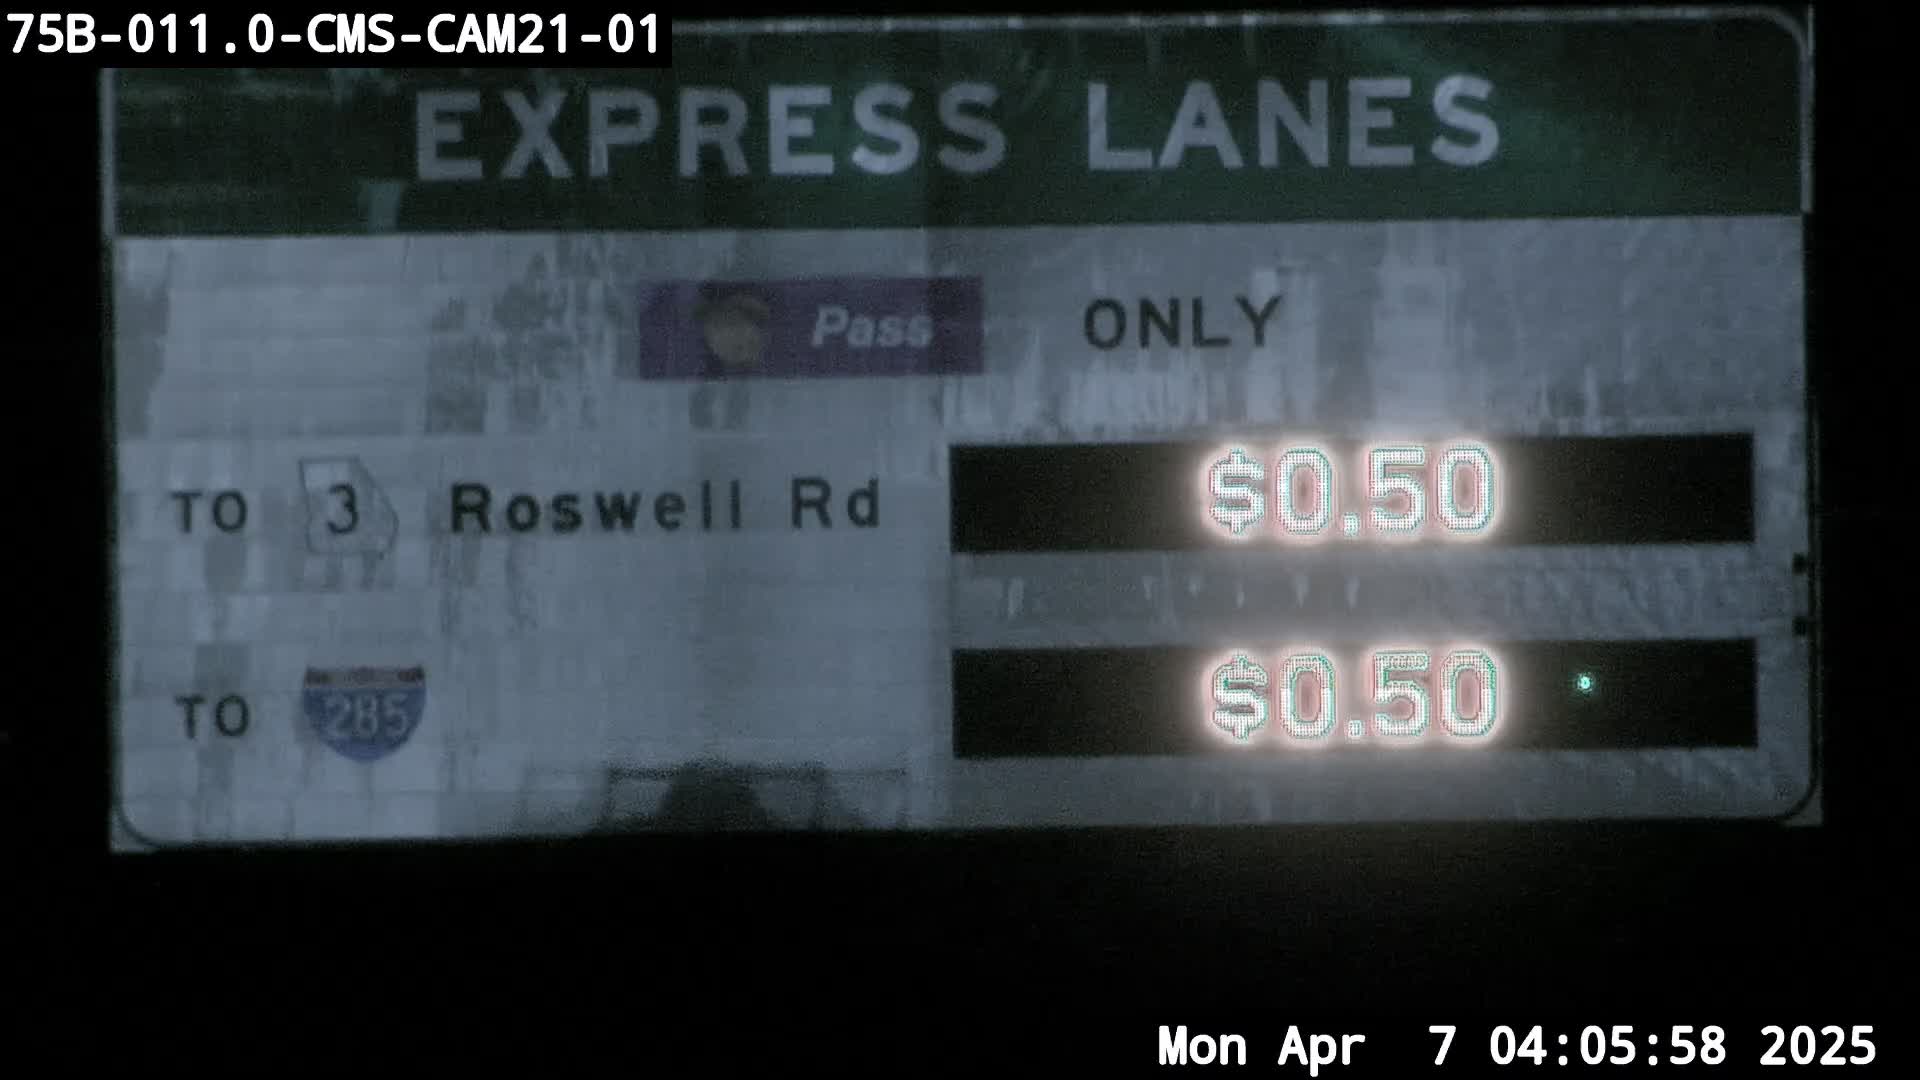 75B-011.0-CMS-CAM21-01
EXPRESS LANES
Pass ONLY
TO 3 Roswell Rd $0.50
TO 285 $0.50
Mon Apr 7 04:05:58 2025